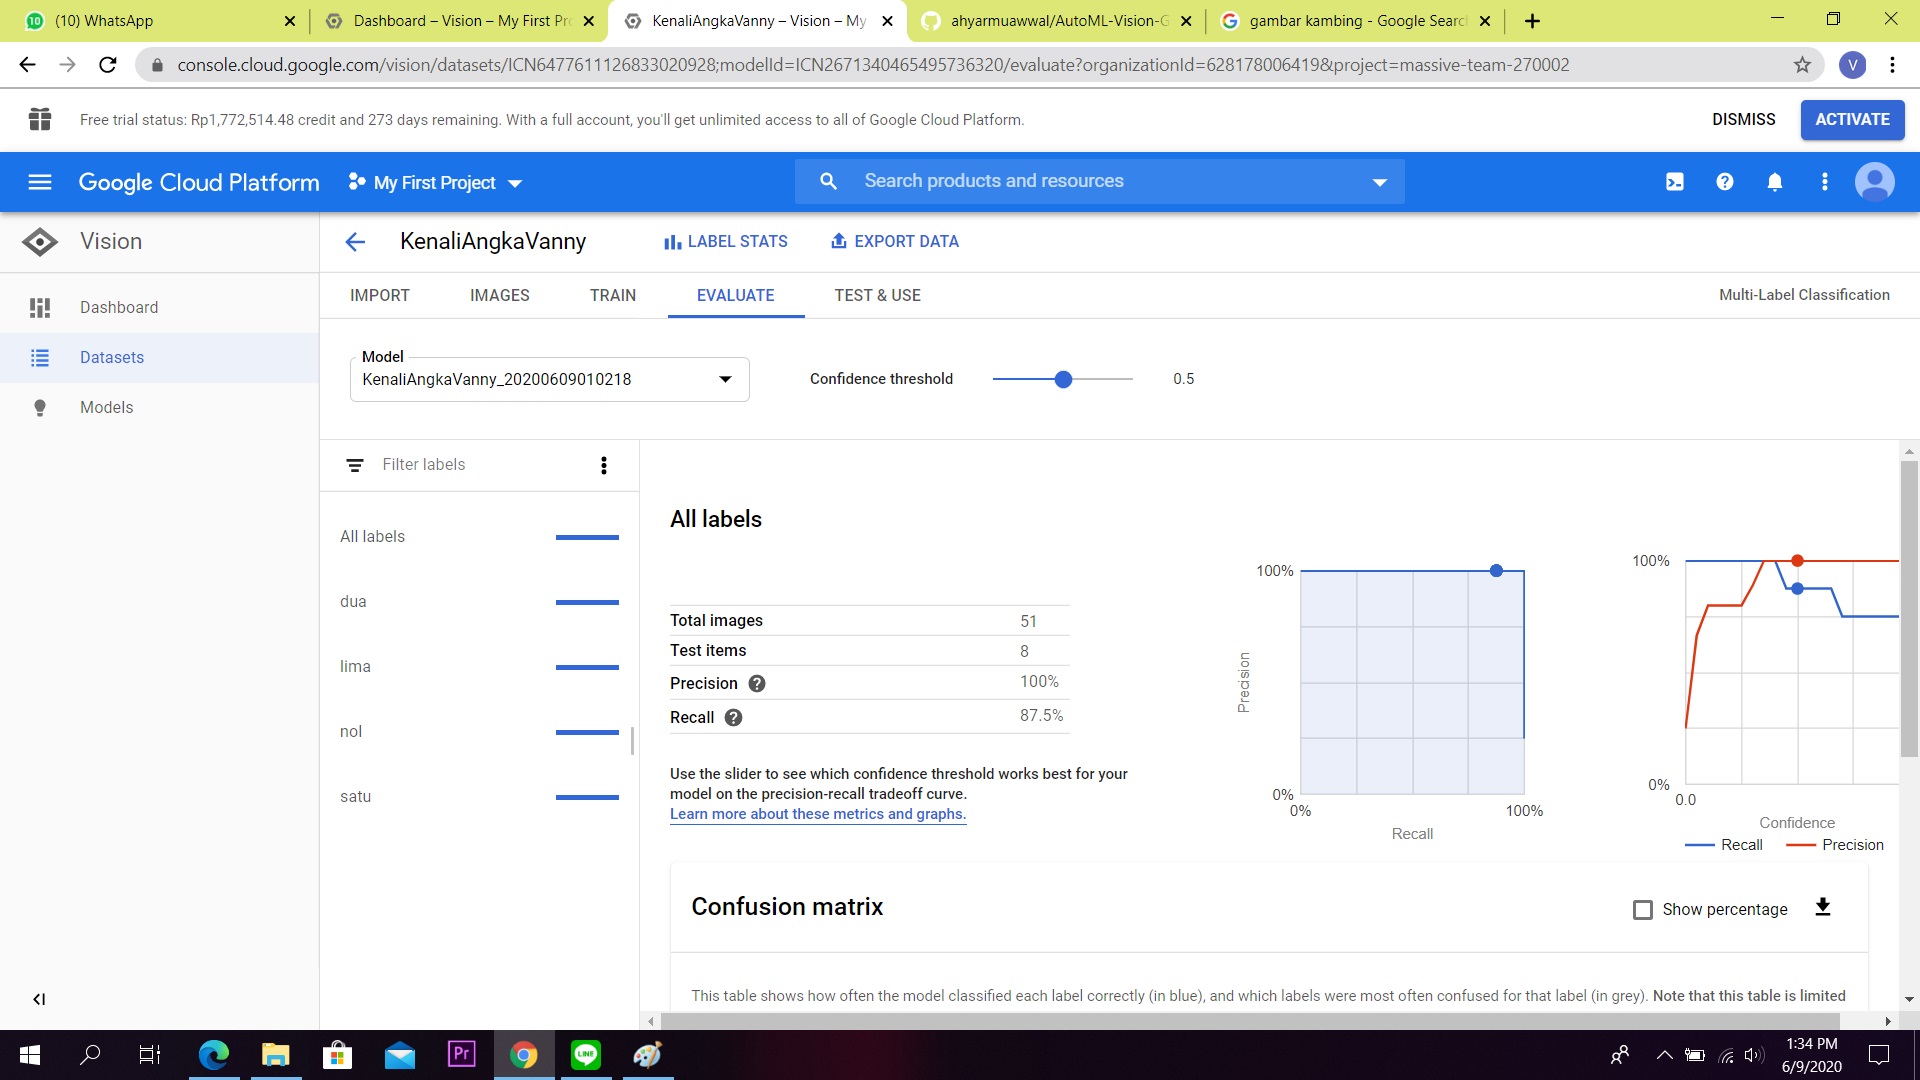 (10) WhatsApp
Dashboard – Vision – My First Pr
KenaliAngkaVanny – Vision – My
ahyarmuawwal/AutoML-Vision-G
gambar kambing - Google Searc
console.cloud.google.com/vision/datasets/ICN6477611126833020928;modelId=ICN2671340465495736320/evaluate?organizationId=628178006419&project=massive-team-270002
V
Free trial status: Rp1,772,514.48 credit and 273 days remaining. With a full account, you'll get unlimited access to all of Google Cloud Platform.
DISMISS
ACTIVATE
Google Cloud Platform
My First Project
Search products and resources
Vision
KenaliAngkaVanny
LABEL STATS
EXPORT DATA
Dashboard
Datasets
Models
IMPORT
IMAGES
TRAIN
EVALUATE
TEST & USE
Multi-Label Classification
Model
KenaliAngkaVanny_20200609010218
Confidence threshold
0.5
Filter labels
All labels
dua
lima
nol
satu
All labels
Total images 51
Test items 8
Precision 100%
Recall 87.5%
Use the slider to see which confidence threshold works best for your
model on the precision-recall tradeoff curve.
Learn more about these metrics and graphs.
100%
Precision
0%
0%
100%
Recall
100%
0%
0.0
Confidence
Recall
Precision
Confusion matrix
Show percentage
This table shows how often the model classified each label correctly (in blue), and which labels were most often confused for that label (in grey). Note that this table is limited
Pr
LINE
1:34 PM
6/9/2020